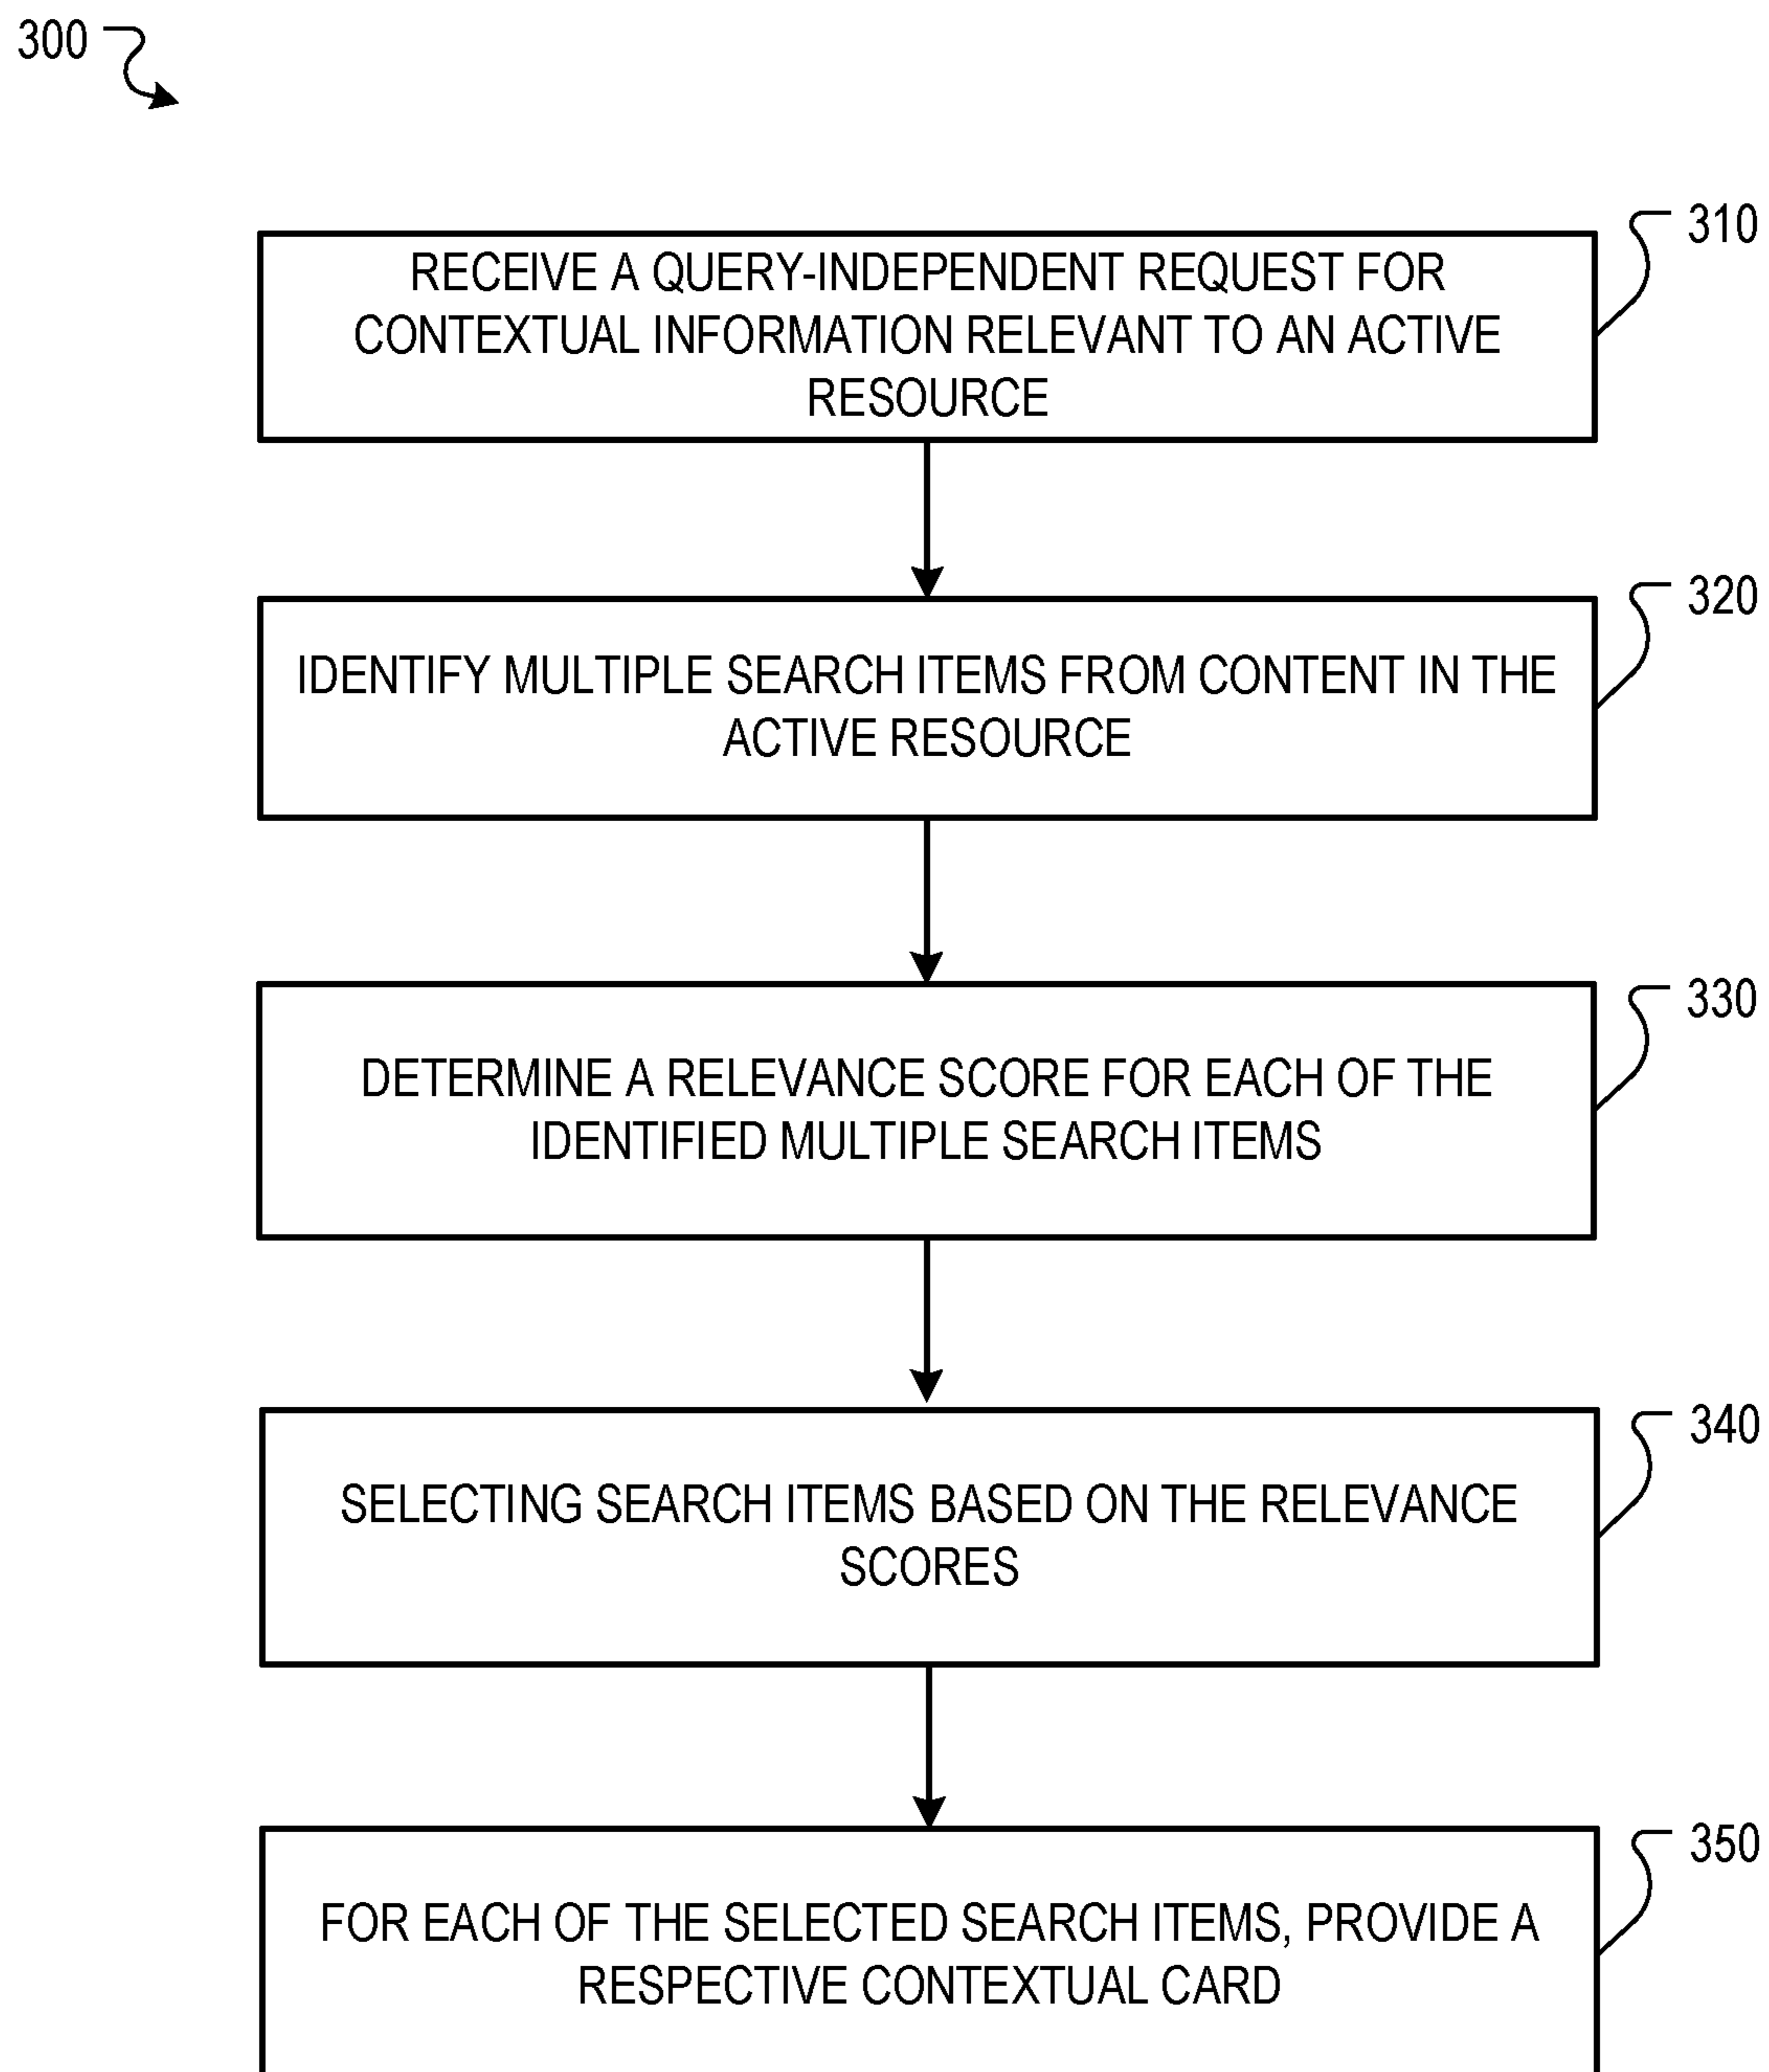 300
310
RECEIVE A QUERY-INDEPENDENT REQUEST FOR
CONTEXTUAL INFORMATION RELEVANT TO AN ACTIVE
RESOURCE
320
IDENTIFY MULTIPLE SEARCH ITEMS FROM CONTENT IN THE
ACTIVE RESOURCE
330
DETERMINE A RELEVANCE SCORE FOR EACH OF THE
IDENTIFIED MULTIPLE SEARCH ITEMS
340
SELECTING SEARCH ITEMS BASED ON THE RELEVANCE
SCORES
350
FOR EACH OF THE SELECTED SEARCH ITEMS, PROVIDE A
RESPECTIVE CONTEXTUAL CARD